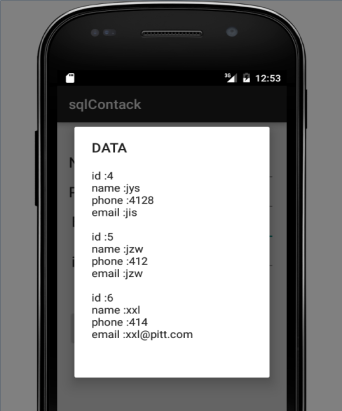 3G 12:53
sqlContack
DATA
id :4
name :jys
phone :4128
email :jis
id :5
name :jzw
phone :412
email :jzw
id :6
name :xxl
phone :414
email :xxl@pitt.com